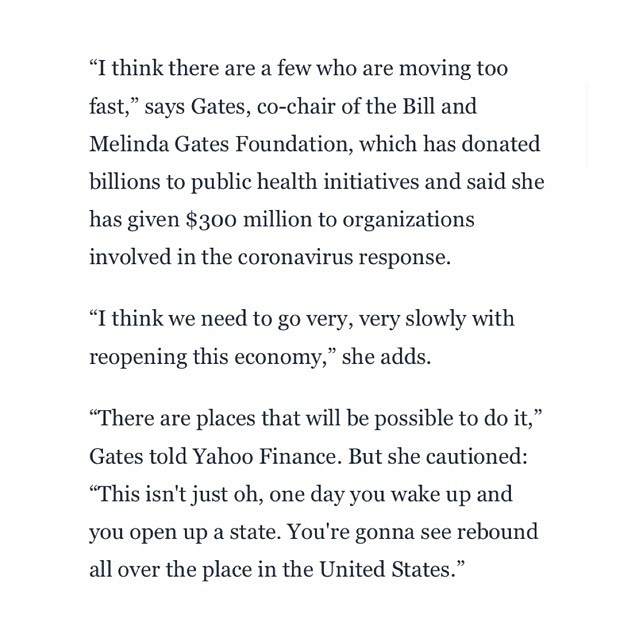 “I think there are a few who are moving too
fast,” says Gates, co-chair of the Bill and
Melinda Gates Foundation, which has donated
billions to public health initiatives and said she
has given $300 million to organizations
involved in the coronavirus response.
“I think we need to go very, very slowly with
reopening this economy,” she adds.
“There are places that will be possible to do it,”
Gates told Yahoo Finance. But she cautioned:
“This isn't just oh, one day you wake up and
you open up a state. You're gonna see rebound
all over the place in the United States.”